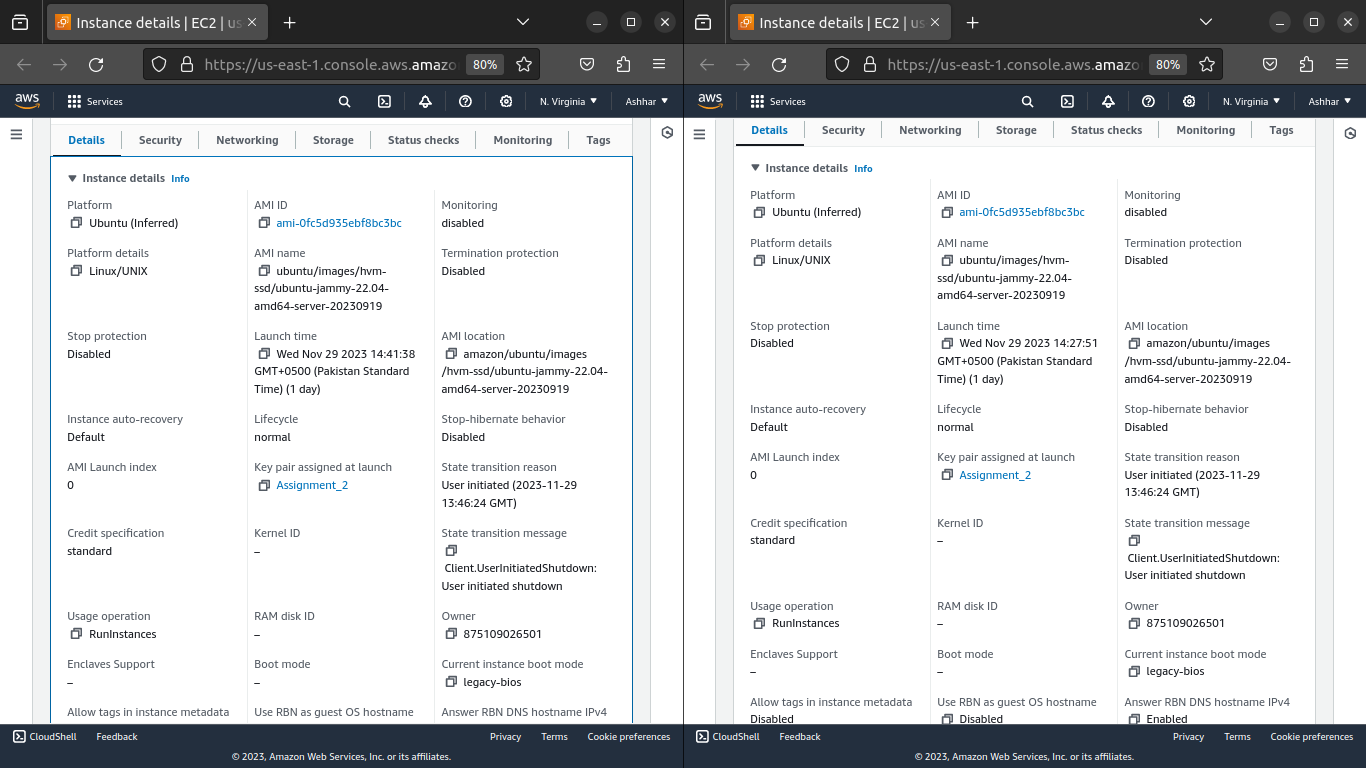 Instance details | EC2 | us
https://us-east-1.console.aws.amazo
80%
aws
Services
N. Virginia
Ashhar
Details
Security
Networking
Storage
Status checks
Monitoring
Tags
Instance details
Info
Platform
Ubuntu (Inferred)
AMI ID
ami-0fc5d935ebf8bc3bc
Monitoring
disabled
Platform details
Linux/UNIX
AMI name
ubuntu/images/hvm-
ssd/ubuntu-jammy-22.04-
amd64-server-20230919
Termination protection
Disabled
Stop protection
Disabled
Launch time
Wed Nov 29 2023 14:41:38
GMT+0500 (Pakistan Standard
Time) (1 day)
AMI location
amazon/ubuntu/images
/hvm-ssd/ubuntu-jammy-22.04-
amd64-server-20230919
Instance auto-recovery
Default
Lifecycle
normal
Stop-hibernate behavior
Disabled
AMI Launch index
0
Key pair assigned at launch
Assignment_2
State transition reason
User initiated (2023-11-29
13:46:24 GMT)
Credit specification
standard
Kernel ID
–
State transition message
Client.UserInitiatedShutdown:
User initiated shutdown
Usage operation
RunInstances
RAM disk ID
–
Owner
875109026501
Enclaves Support
–
Boot mode
–
Current instance boot mode
legacy-bios
Allow tags in instance metadata
Use RBN as guest OS hostname
Answer RBN DNS hostname IPv4
CloudShell
Feedback
Privacy
Terms
Cookie preferences
© 2023, Amazon Web Services, Inc. or its affiliates.
Instance details | EC2 | us
https://us-east-1.console.aws.amazo
80%
aws
Services
N. Virginia
Ashhar
Details
Security
Networking
Storage
Status checks
Monitoring
Tags
Instance details
Info
Platform
Ubuntu (Inferred)
AMI ID
ami-0fc5d935ebf8bc3bc
Monitoring
disabled
Platform details
Linux/UNIX
AMI name
ubuntu/images/hvm-
ssd/ubuntu-jammy-22.04-
amd64-server-20230919
Termination protection
Disabled
Stop protection
Disabled
Launch time
Wed Nov 29 2023 14:27:51
GMT+0500 (Pakistan Standard
Time) (1 day)
AMI location
amazon/ubuntu/images
/hvm-ssd/ubuntu-jammy-22.04-
amd64-server-20230919
Instance auto-recovery
Default
Lifecycle
normal
Stop-hibernate behavior
Disabled
AMI Launch index
0
Key pair assigned at launch
Assignment_2
State transition reason
User initiated (2023-11-29
13:46:24 GMT)
Credit specification
standard
Kernel ID
–
State transition message
Client.UserInitiatedShutdown:
User initiated shutdown
Usage operation
RunInstances
RAM disk ID
–
Owner
875109026501
Enclaves Support
–
Boot mode
–
Current instance boot mode
legacy-bios
Allow tags in instance metadata
Disabled
Use RBN as guest OS hostname
Disabled
Answer RBN DNS hostname IPv4
Enabled
CloudShell
Feedback
Privacy
Terms
Cookie preferences
© 2023, Amazon Web Services, Inc. or its affiliates.